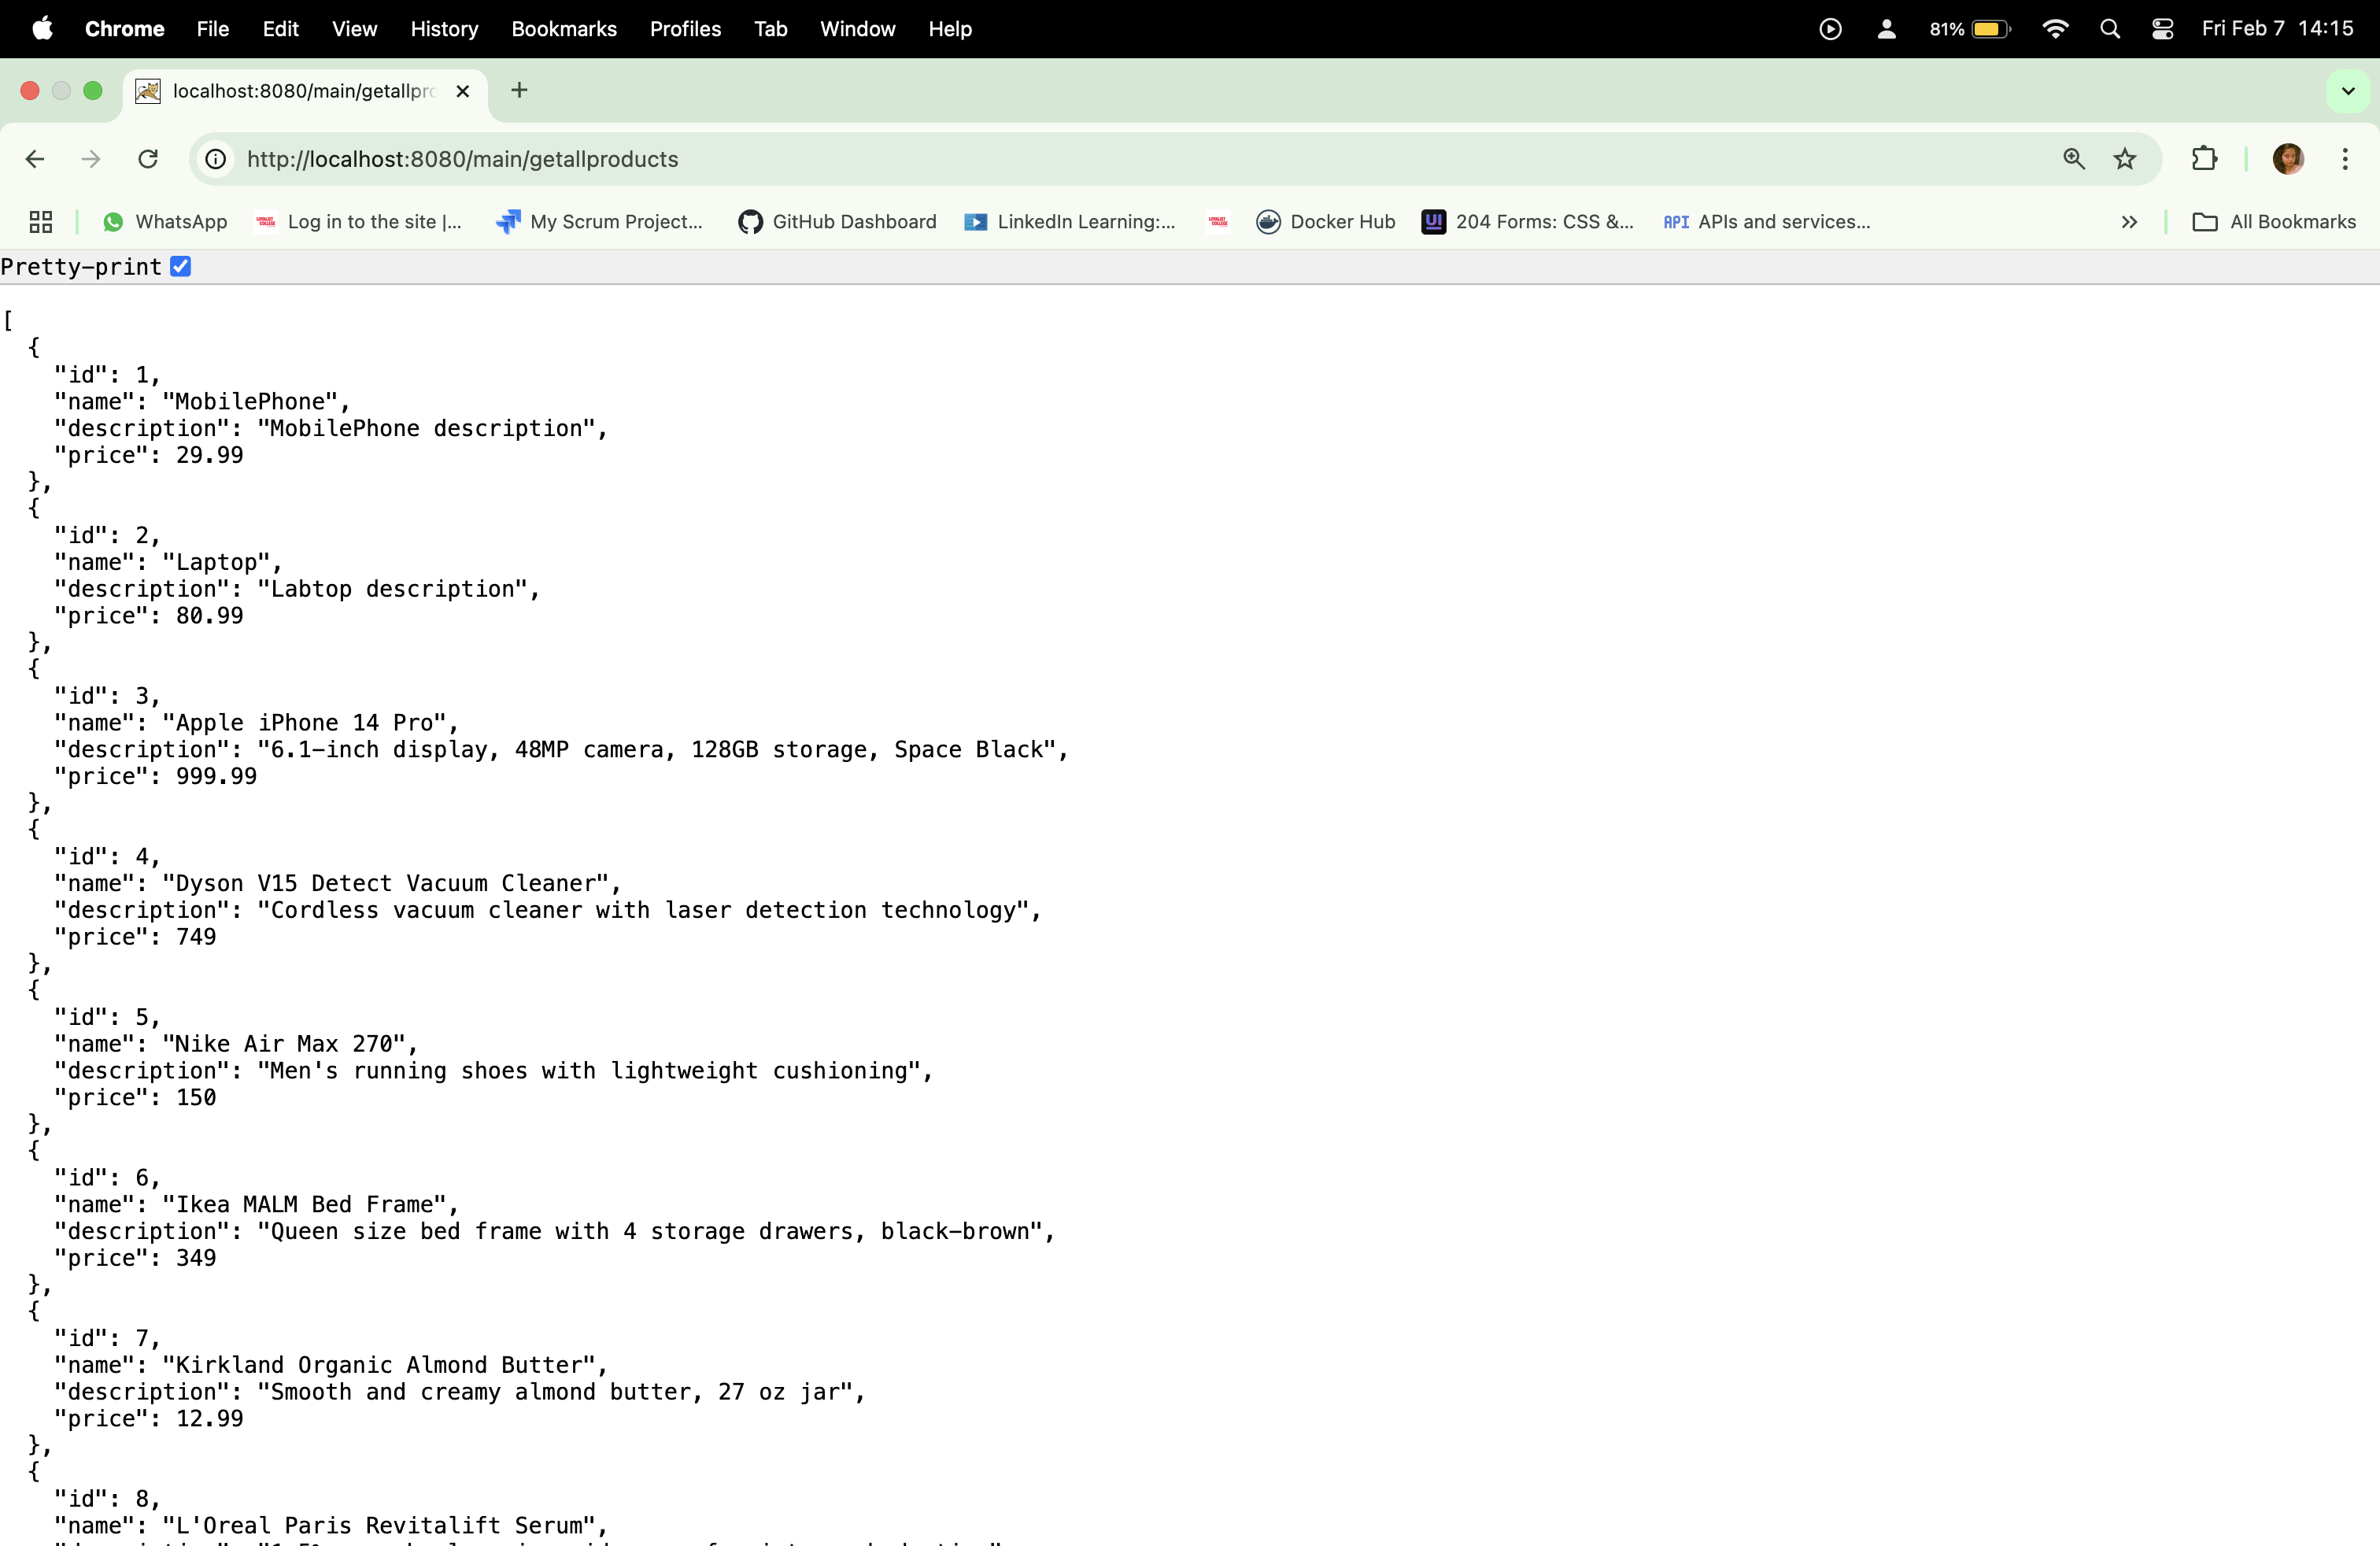 Chrome File Edit View History Bookmarks Profiles Tab Window Help 81% Fri Feb 7 14:15
localhost:8080/main/getallpro
http://localhost:8080/main/getallproducts
WhatsApp LOYALIST COLLEGE Log in to the site |... My Scrum Project... GitHub Dashboard LinkedIn Learning:... LOYALIST COLLEGE Docker Hub UI 204 Forms: CSS &... API APIs and services... All Bookmarks
Pretty-print
[
{
"id": 1,
"name": "MobilePhone",
"description": "MobilePhone description",
"price": 29.99
},
{
"id": 2,
"name": "Laptop",
"description": "Labtop description",
"price": 80.99
},
{
"id": 3,
"name": "Apple iPhone 14 Pro",
"description": "6.1-inch display, 48MP camera, 128GB storage, Space Black",
"price": 999.99
},
{
"id": 4,
"name": "Dyson V15 Detect Vacuum Cleaner",
"description": "Cordless vacuum cleaner with laser detection technology",
"price": 749
},
{
"id": 5,
"name": "Nike Air Max 270",
"description": "Men's running shoes with lightweight cushioning",
"price": 150
},
{
"id": 6,
"name": "Ikea MALM Bed Frame",
"description": "Queen size bed frame with 4 storage drawers, black-brown",
"price": 349
},
{
"id": 7,
"name": "Kirkland Organic Almond Butter",
"description": "Smooth and creamy almond butter, 27 oz jar",
"price": 12.99
},
{
"id": 8,
"name": "L'Oreal Paris Revitalift Serum",